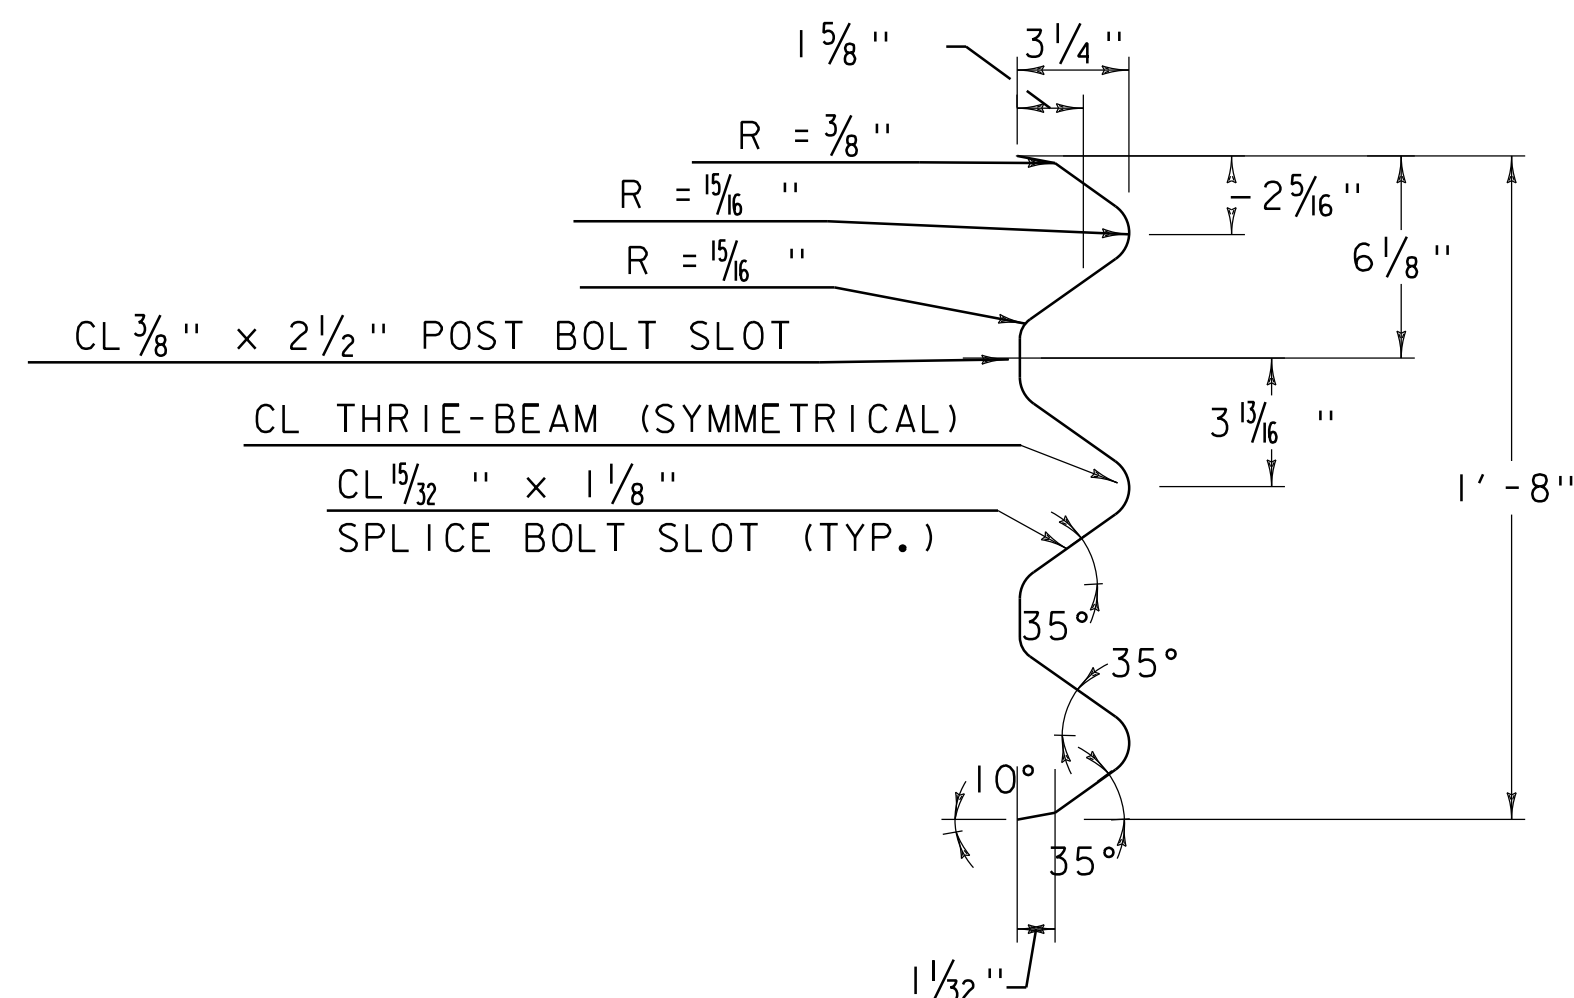 1 5/8 "
3 1/4 "
R = 3/8 "
R = 15/16 "
- 2 5/16 "
R = 15/16 "
6 1/8 "
CL 3/8 " x 2 1/2 " POST BOLT SLOT
CL THRIE-BEAM (SYMMETRICAL)
3 13/16 "
CL 15/32 " x 1 1/8 "
SPLICE BOLT SLOT (TYP.)
1' -8"
35°
35°
10°
35°
1 1/32 "